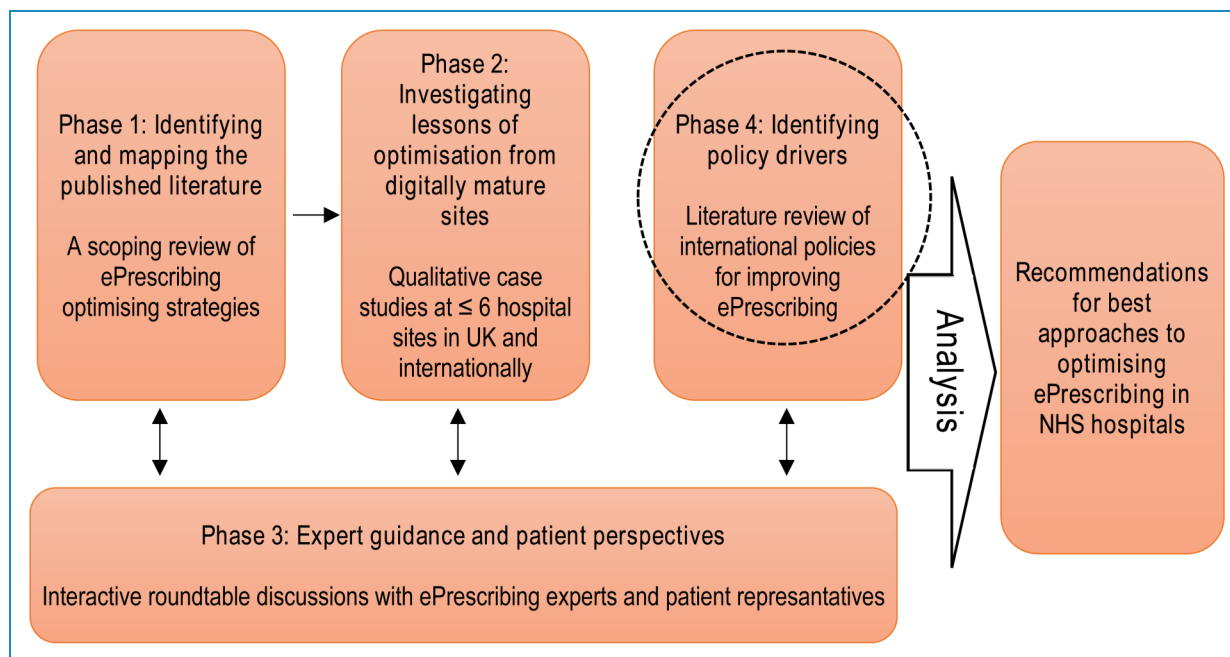 Phase 1: Identifying
and mapping the
published literature
A scoping review of
ePrescribing
optimising strategies
Phase 2:
Investigating
lessons of
optimisation from
digitally mature
sites
Qualitative case
studies at ≤ 6 hospital
sites in UK and
internationally
Phase 4: Identifying
policy drivers
Literature review of
international policies
for improving
ePrescribing
Analysis
Recommendations
for best
approaches to
optimising
ePrescribing in
NHS hospitals
Phase 3: Expert guidance and patient perspectives
Interactive roundtable discussions with ePrescribing experts and patient represantatives